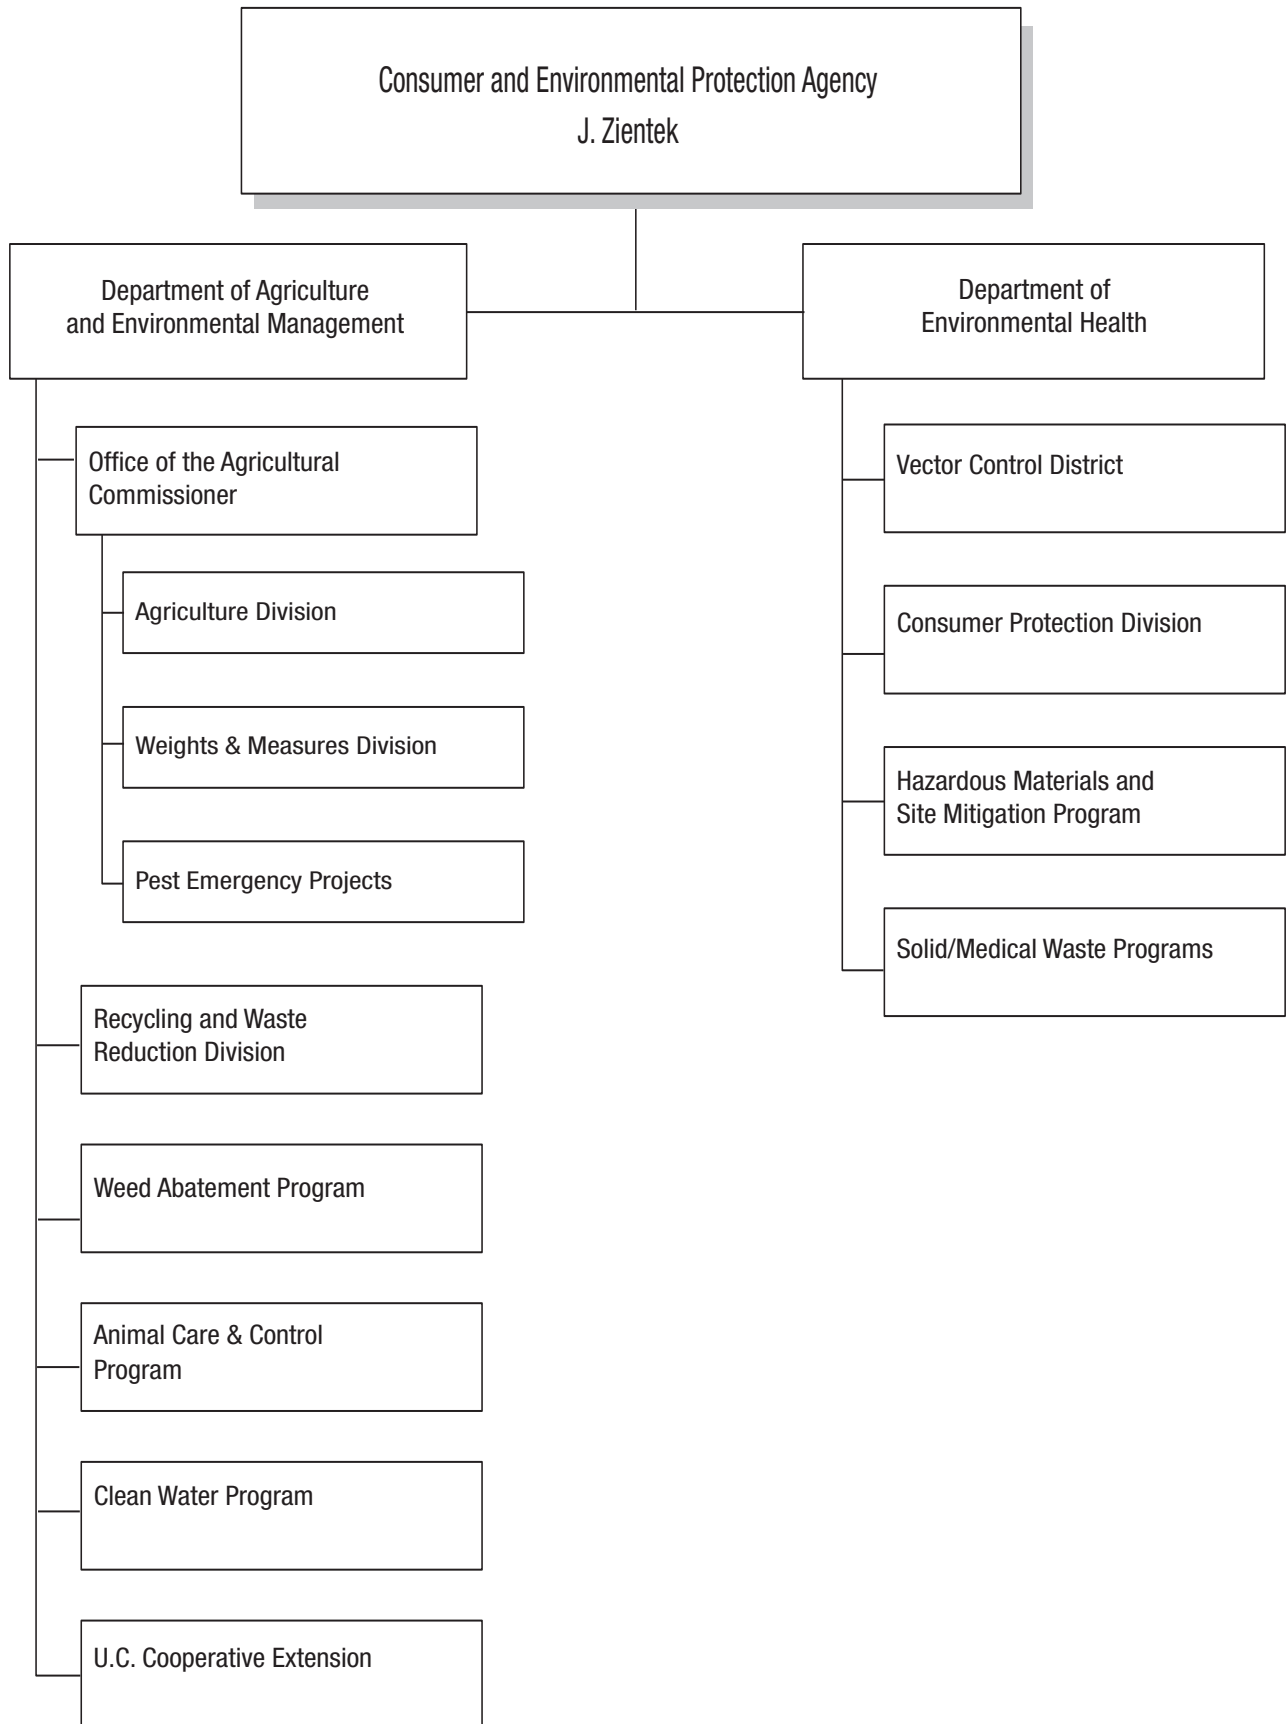 Consumer and Environmental Protection Agency
J. Zientek
Department of Agriculture
and Environmental Management
Department of
Environmental Health
Office of the Agricultural
Commissioner
Agriculture Division
Weights & Measures Division
Pest Emergency Projects
Recycling and Waste
Reduction Division
Weed Abatement Program
Animal Care & Control
Program
Clean Water Program
U.C. Cooperative Extension
Vector Control District
Consumer Protection Division
Hazardous Materials and
Site Mitigation Program
Solid/Medical Waste Programs